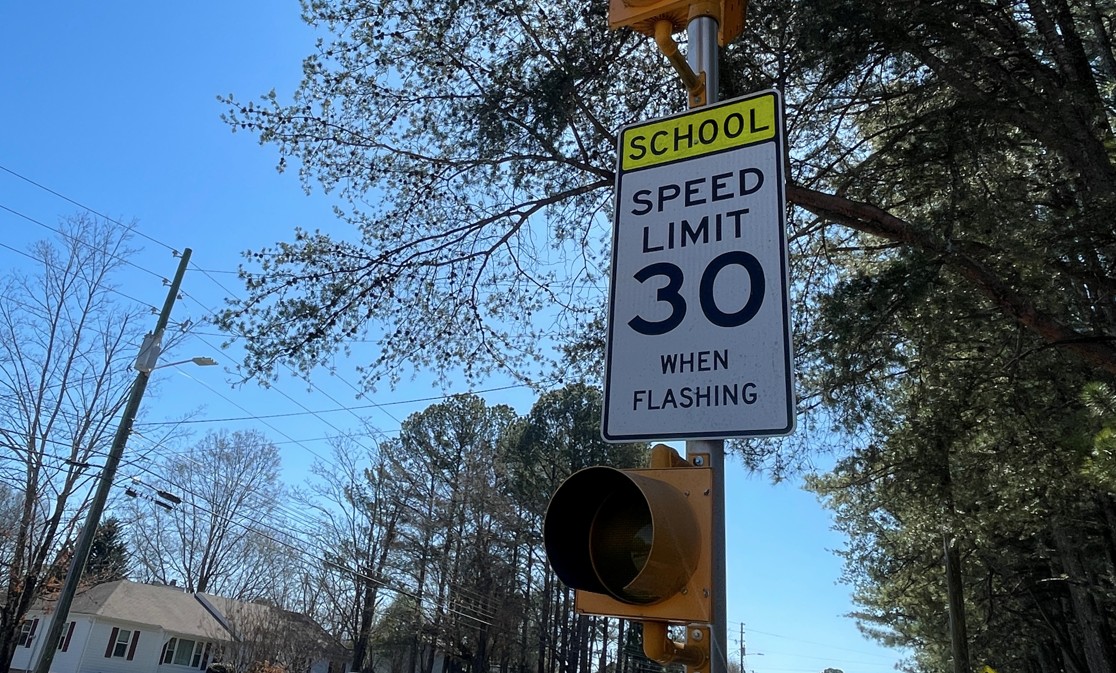 SCHOOL
SPEED
LIMIT
30
WHEN
FLASHING